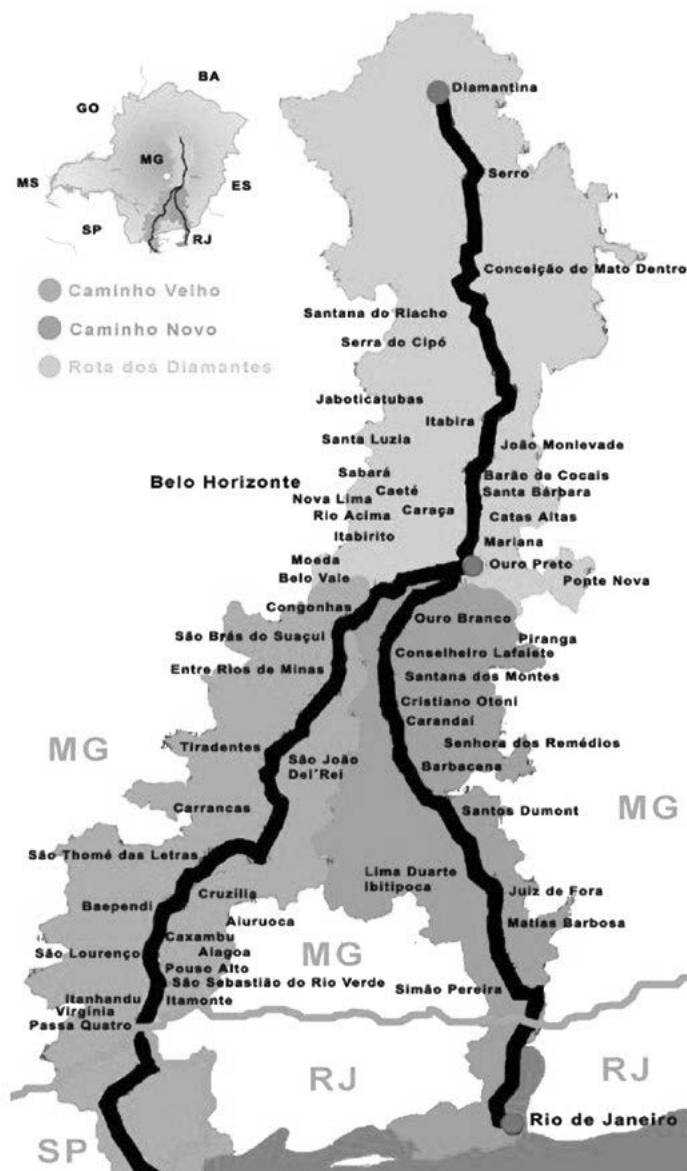 BA
GO
MG
MS
ES
SP
RJ
Caminho Velho
Caminho Novo
Rota dos Diamantes
Diamantina
Serro
Conceição do Mato Dentro
Santana do Riacho
Serra do Cipó
Jaboticatubas
Itabira
Santa Luzia
João Monlevade
Sabará
Barão de Cocais
Belo Horizonte
Caeté
Santa Bárbara
Nova Lima
Caraça
Rio Acima
Catas Altas
Itabirito
Mariana
Moeda
Ouro Preto
Belo Vale
Ponte Nova
Congonhas
Ouro Branco
São Brás do Suaçuí
Piranga
Conselheiro Lafaiete
Entre Rios de Minas
Santana dos Montes
Cristiano Otoni
Carandaí
MG
Tiradentes
Senhora dos Remédios
São João
Del'Rei
Barbacena
Carrancas
Santos Dumont
MG
São Thomé das Letras
Lima Duarte
Ibitipoca
Cruzilia
Juiz de Fora
Baependi
Aiuruoca
Matias Barbosa
Caxambu
MG
São Lourenço
Alagoa
Pouso Alto
São Sebastião do Rio Verde
Simão Pereira
Itanhandu
Itamonte
Virgínia
Passa Quatro
RJ
RJ
Rio de Janeiro
SP